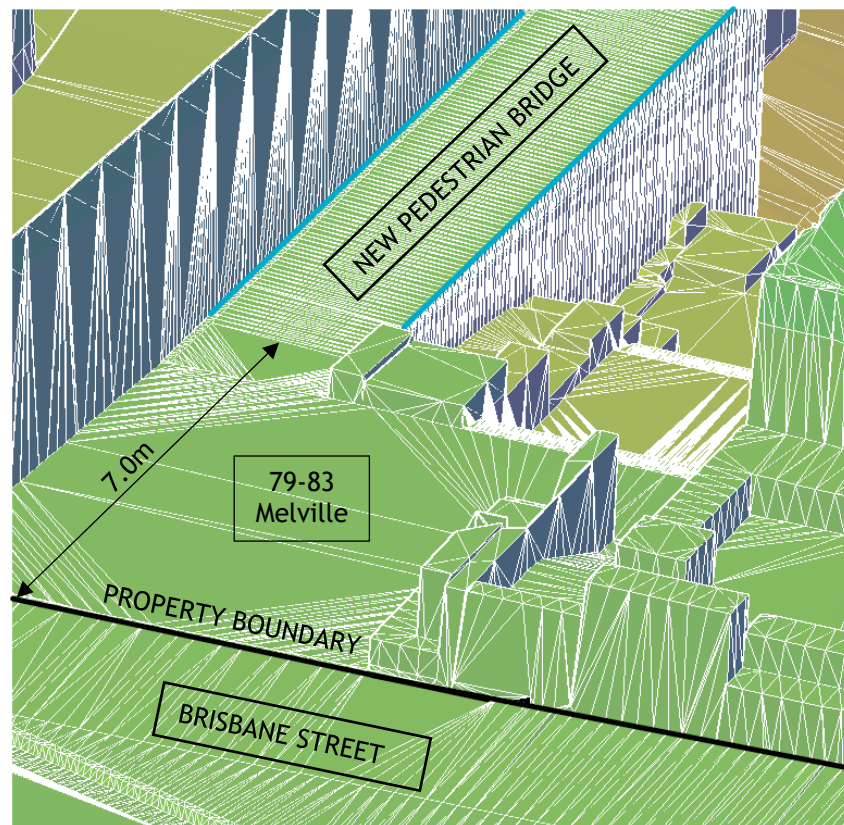 NEW PEDESTRIAN BRIDGE
7.0m
79-83
Melville
PROPERTY BOUNDARY
BRISBANE STREET